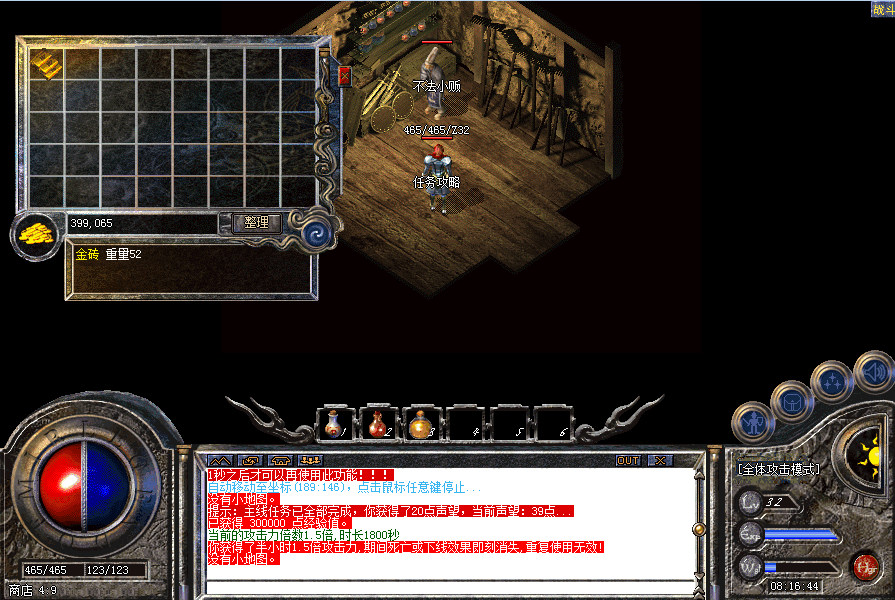 战斗
不法小贩
465/465/Z32
任务攻略
399,065
整理
金砖 重量52
1 2 3 4 5 6
OUT
1秒之后才可以再使用此功能！！！
自动移动至坐标(189:146)，点击鼠标任意键停止...
没有小地图。
提示：主线任务已全部完成，你获得了20点声望，当前声望：39点...
已获得 300000 点经验值。
当前的攻击力倍数1.5倍,时长1800秒
你获得了半小时1.5倍攻击力,期间死亡或下线效果即刻消失,重复使用无效!
没有小地图。
[全体攻击模式]
Lv 32
Exp
Wei
Hgr
08:16:44
465/465 123/123
商店 4:9